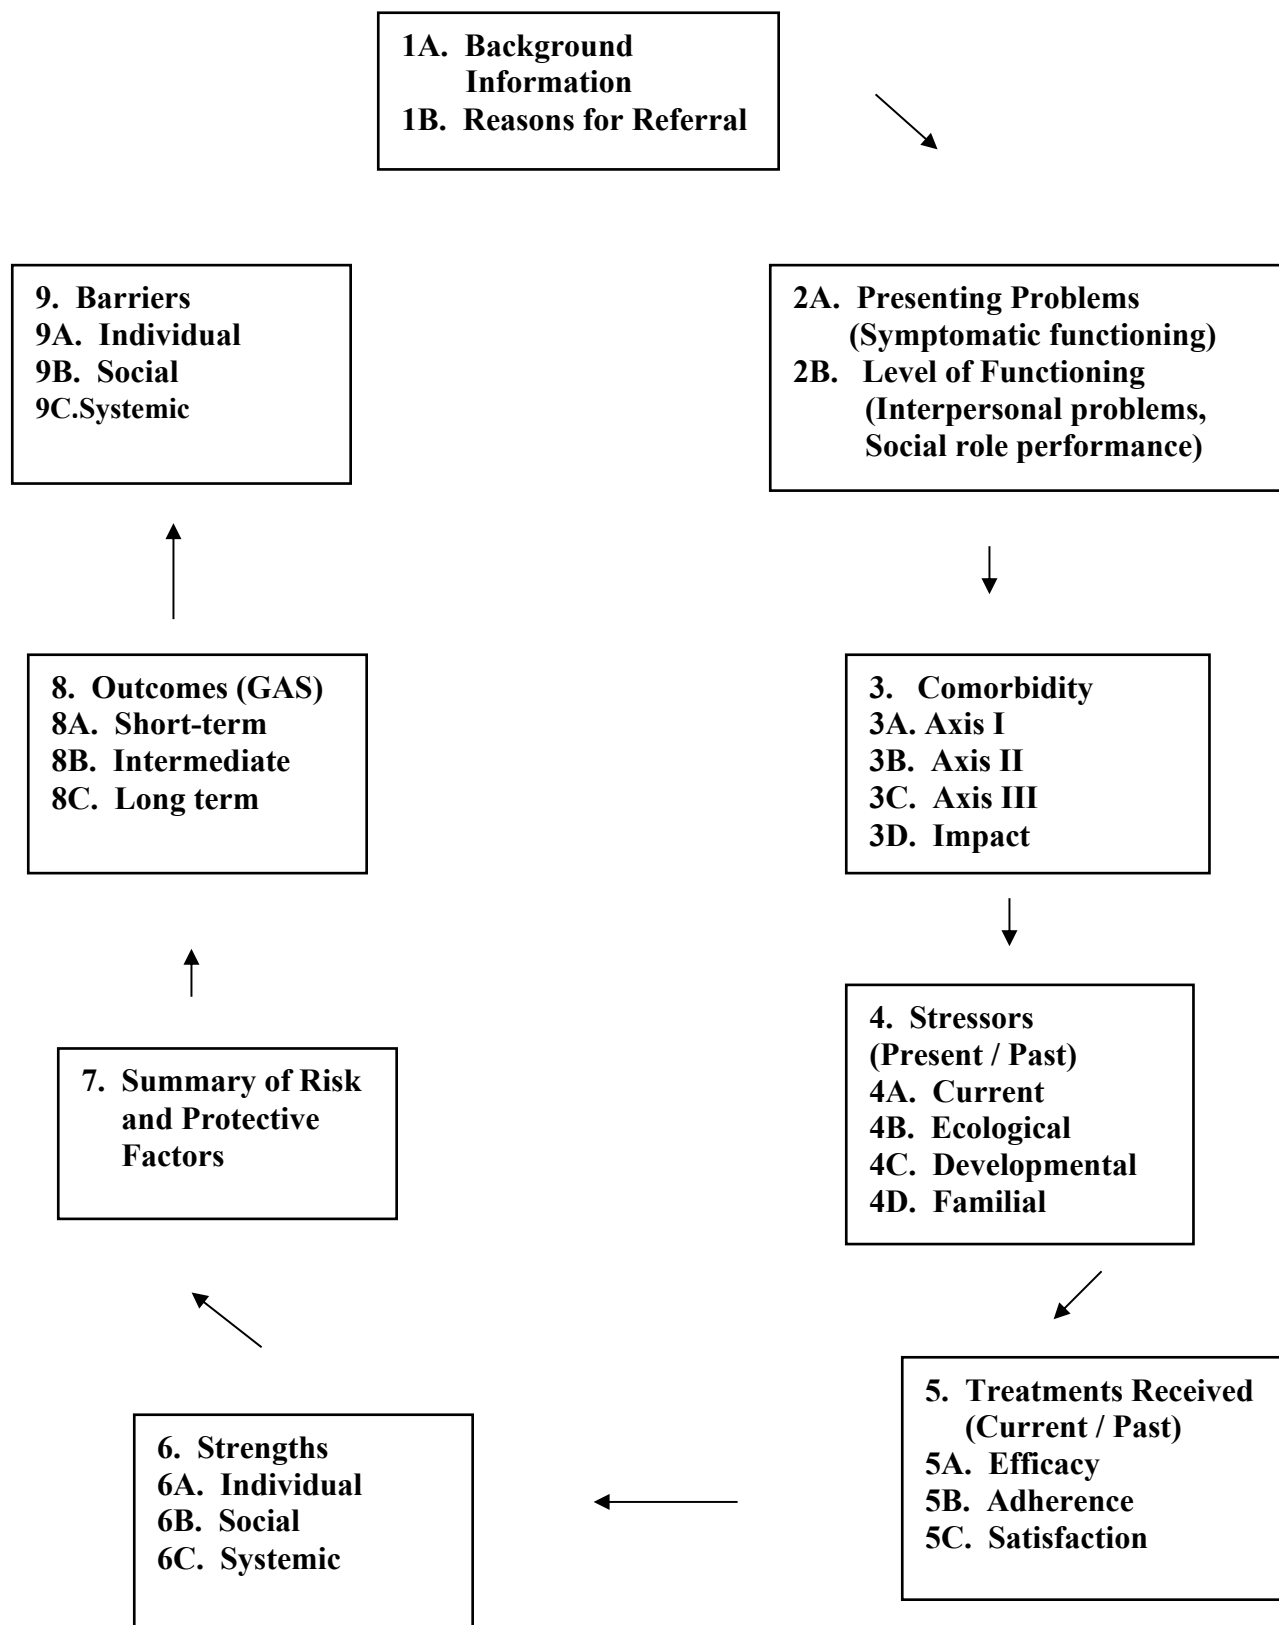 1A. Background
Information
1B. Reasons for Referral
2A. Presenting Problems
(Symptomatic functioning)
2B. Level of Functioning
(Interpersonal problems,
Social role performance)
3. Comorbidity
3A. Axis I
3B. Axis II
3C. Axis III
3D. Impact
4. Stressors
(Present / Past)
4A. Current
4B. Ecological
4C. Developmental
4D. Familial
5. Treatments Received
(Current / Past)
5A. Efficacy
5B. Adherence
5C. Satisfaction
6. Strengths
6A. Individual
6B. Social
6C. Systemic
7. Summary of Risk
and Protective
Factors
8. Outcomes (GAS)
8A. Short-term
8B. Intermediate
8C. Long term
9. Barriers
9A. Individual
9B. Social
9C.Systemic